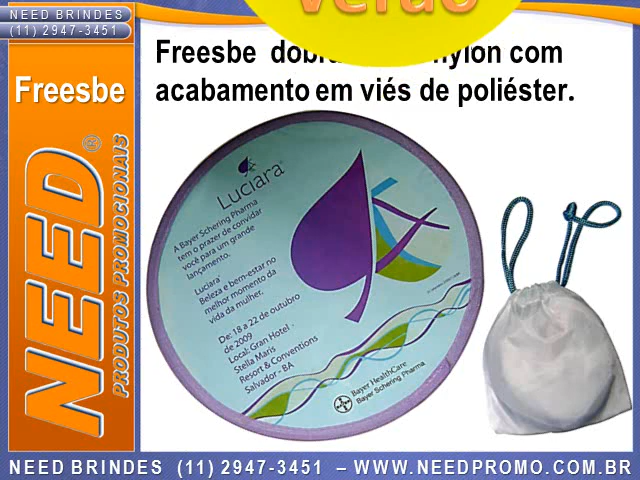 NEED BRINDES
(11) 2947-3451
Freesbe
NEED®
PRODUTOS PROMOCIONAIS
verão
Freesbe nylon com
acabamento em viés de poliéster.
Luciara®
A Bayer Schering Pharma
tem o prazer de convidar
você para um grande
lançamento.
Luciara®
Beleza e bem-estar no
melhor momento da
vida da mulher.
De: 18 a 22 de outubro
de 2009
Local: Gran Hotel -
Stella Maris
Resort & Conventions
Salvador - BA
Bayer HealthCare
Bayer Schering Pharma
NEED BRINDES (11) 2947-3451 – WWW.NEEDPROMO.COM.BR